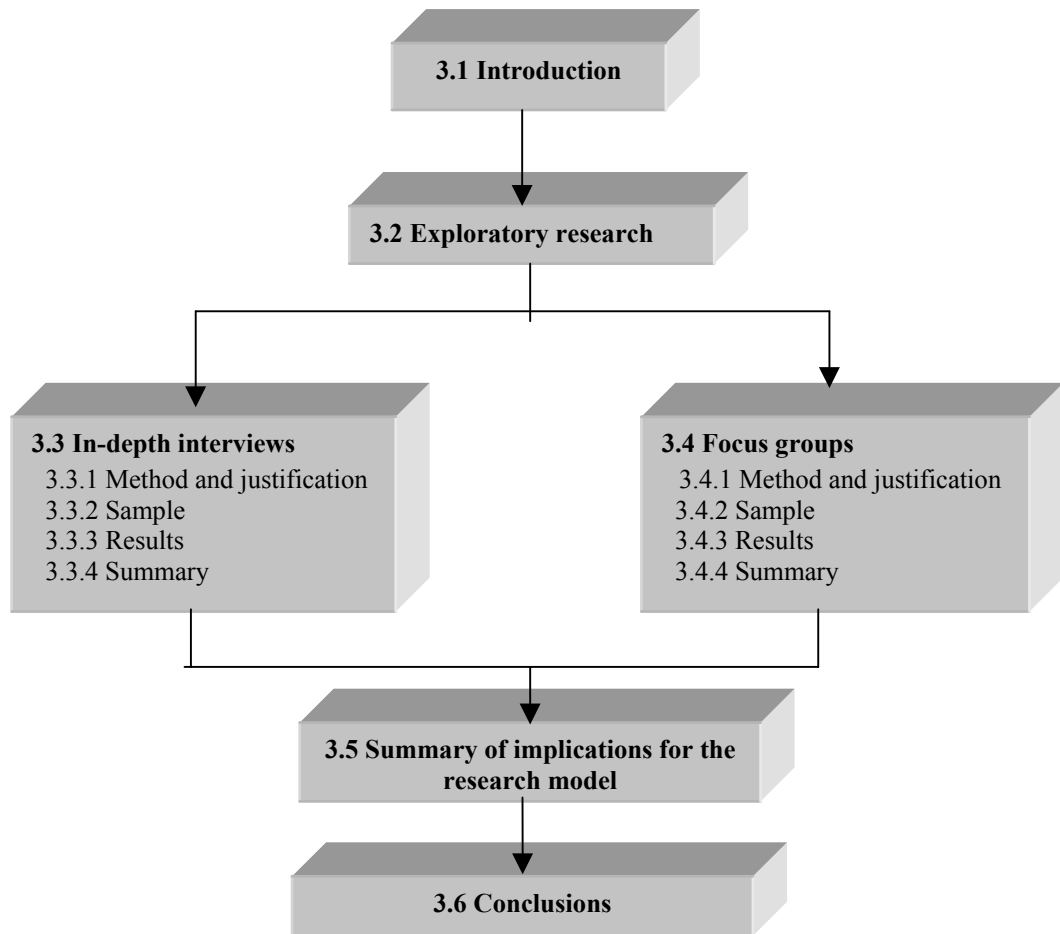 3.1 Introduction
3.2 Exploratory research
3.3 In-depth interviews
3.3.1 Method and justification
3.3.2 Sample
3.3.3 Results
3.3.4 Summary
3.4 Focus groups
3.4.1 Method and justification
3.4.2 Sample
3.4.3 Results
3.4.4 Summary
3.5 Summary of implications for the
research model
3.6 Conclusions